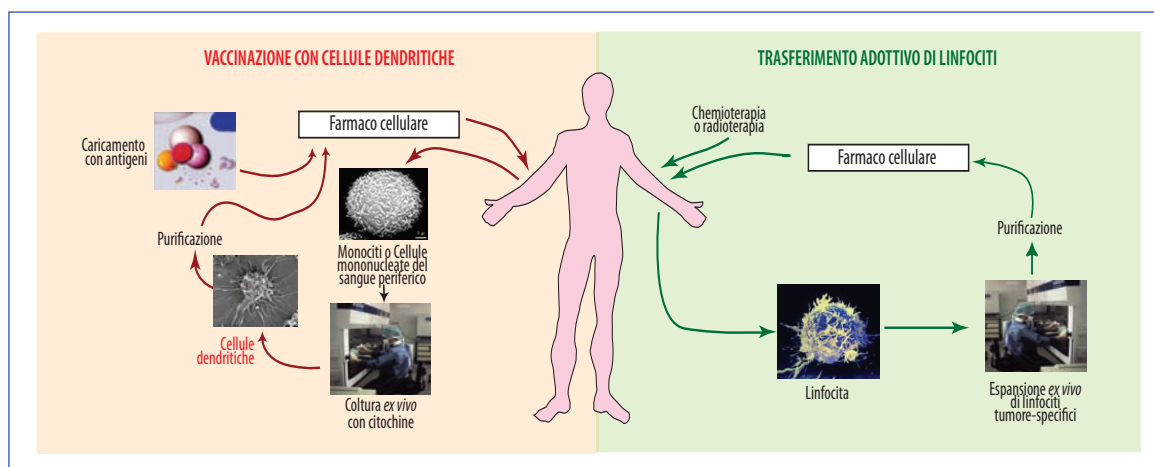 VACCINAZIONE CON CELLULE DENDRITICHE
Caricamento
con antigeni
Farmaco cellulare
Purificazione
Monociti o Cellule
mononucleate del
sangue periferico
Cellule
dendritiche
Coltura ex vivo
con citochine
TRASFERIMENTO ADOTTIVO DI LINFOCITI
Chemioterapia
o radioterapia
Farmaco cellulare
Purificazione
Linfocita
Espansione ex vivo
di linfociti
tumore-specifici